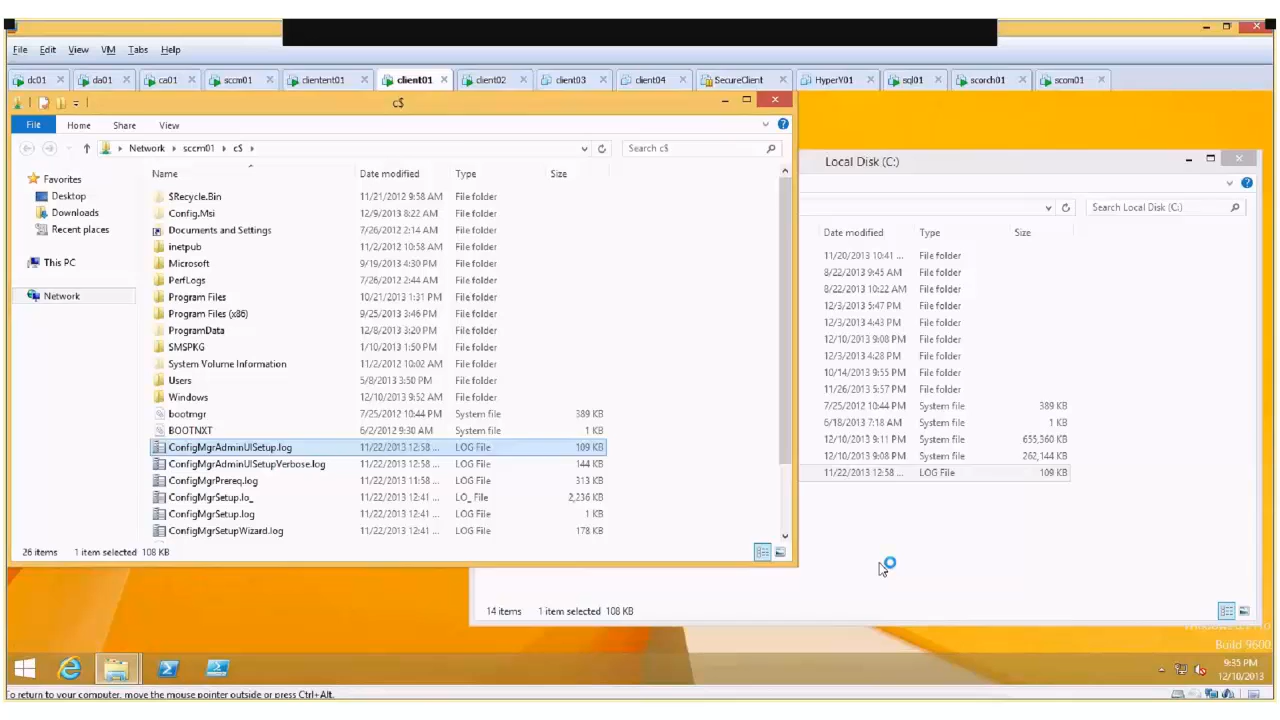 File Edit View VM Tabs Help
dc01 da01 ca01 sccm01 clientent01 client01 client02 client03 client04 SecureClient HyperV01 sql01 scorch01 scom01
c$
File Home Share View
Network sccm01 c$ Search c$
Name Date modified Type Size
Favorites
Desktop
Downloads
Recent places
This PC
Network
$Recycle.Bin 11/21/2012 9:58 AM File folder
Config.Msi 12/9/2013 8:22 AM File folder
Documents and Settings 7/26/2012 2:14 AM File folder
inetpub 11/2/2012 10:58 AM File folder
Microsoft 9/19/2013 4:30 PM File folder
PerfLogs 7/26/2012 2:44 AM File folder
Program Files 10/21/2013 1:31 PM File folder
Program Files (x86) 9/25/2013 3:46 PM File folder
ProgramData 12/8/2013 3:20 PM File folder
SMSPKG 1/10/2013 1:50 PM File folder
System Volume Information 11/2/2012 10:02 AM File folder
Users 5/8/2013 3:50 PM File folder
Windows 12/10/2013 9:52 AM File folder
bootmgr 7/25/2012 10:44 PM System file 389 KB
BOOTNXT 6/2/2012 9:30 AM System file 1 KB
ConfigMgrAdminUISetup.log 11/22/2013 12:58 ... LOG File 109 KB
ConfigMgrAdminUISetupVerbose.log 11/22/2013 12:58 ... LOG File 144 KB
ConfigMgrPrereq.log 11/22/2013 11:58 ... LOG File 313 KB
ConfigMgrSetup.lo_ 11/22/2013 12:41 ... LO_ File 2,236 KB
ConfigMgrSetup.log 11/22/2013 12:41 ... LOG File 1 KB
ConfigMgrSetupWizard.log 11/22/2013 12:41 ... LOG File 178 KB
26 items 1 item selected 108 KB
Local Disk (C:)
Search Local Disk (C:)
Date modified Type Size
11/20/2013 10:41 ... File folder
8/22/2013 9:45 AM File folder
8/22/2013 10:22 AM File folder
12/3/2013 5:47 PM File folder
12/3/2013 4:43 PM File folder
12/10/2013 9:08 PM File folder
12/3/2013 4:28 PM File folder
10/14/2013 9:55 PM File folder
11/26/2013 5:57 PM File folder
7/25/2012 10:44 PM System file 389 KB
6/18/2013 7:18 AM System file 1 KB
12/10/2013 9:11 PM System file 655,360 KB
12/10/2013 9:08 PM System file 262,144 KB
11/22/2013 12:58 ... LOG File 109 KB
14 items 1 item selected 108 KB
Build 9600
9:35 PM
12/10/2013
To return to your computer, move the mouse pointer outside or press Ctrl+Alt.